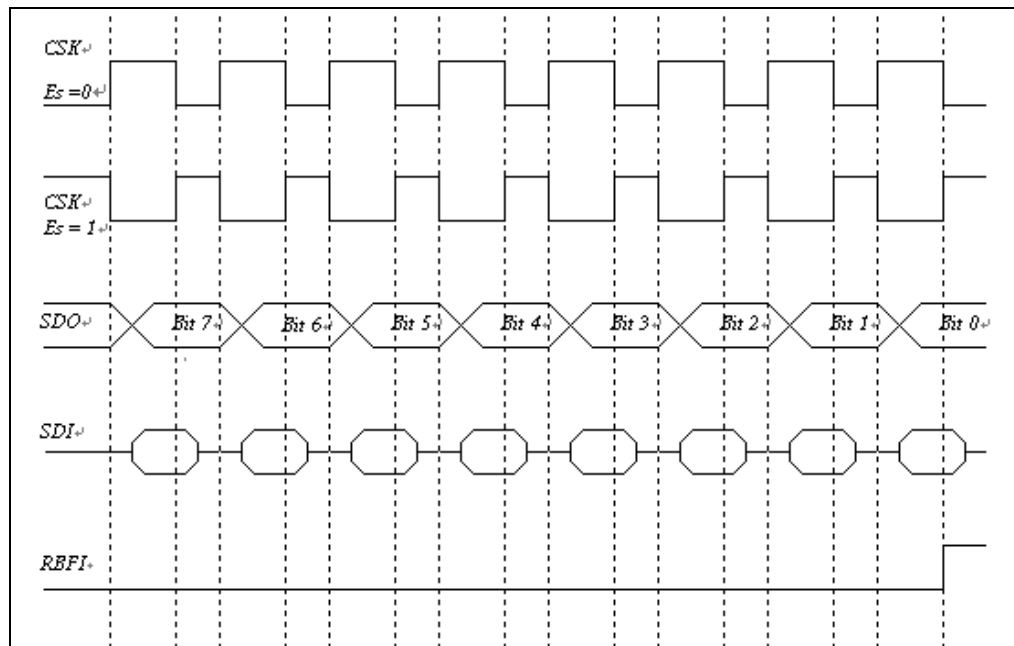 CSK↵
Es =0↵
CSK↵
Es = 1↵
SDO↵ Bit 7↵ Bit 6↵ Bit 5↵ Bit 4↵ Bit 3↵ Bit 2↵ Bit 1↵ Bit 0↵
SDI↵
RBFI↵